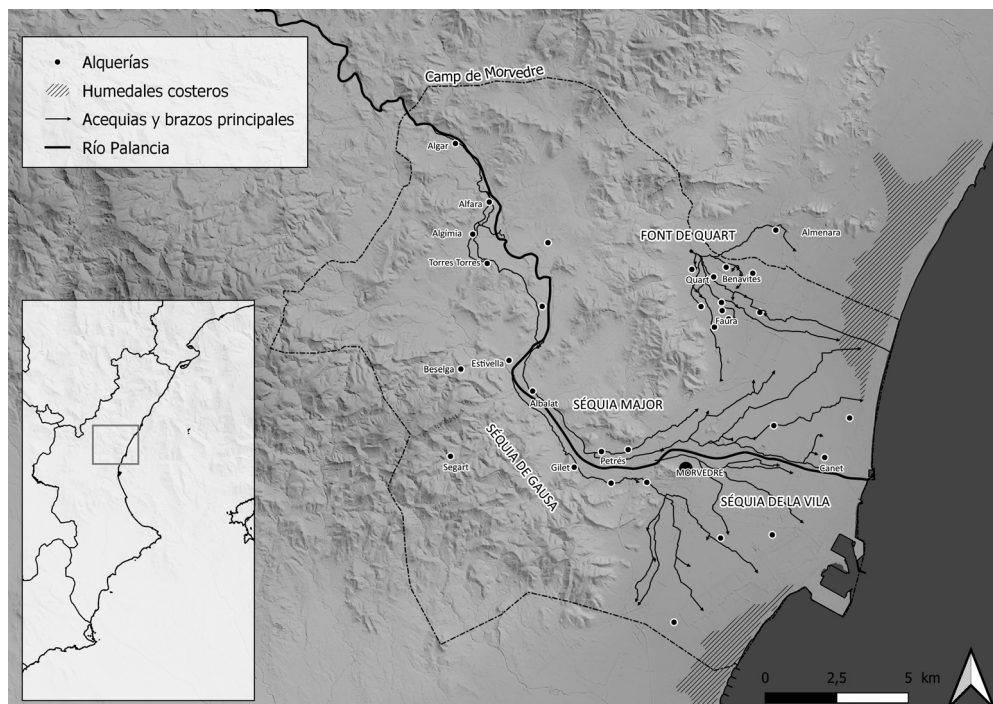 Alquerías
Humedales costeros
Acequias y brazos principales
Río Palancia
Camp de Morvedre
Algar
Alfara
Algimia
Torres Torres
FONT DE QUART
Almenara
Quart
Benavites
Faura
Estivella
Beselga
Albalat
SÉQUIA MAJOR
SÉQUIA DE GAUSA
Segart
Gilet
Petrés
MORVEDRE
Canet
SÉQUIA DE LA VILA
0 2,5 5 km